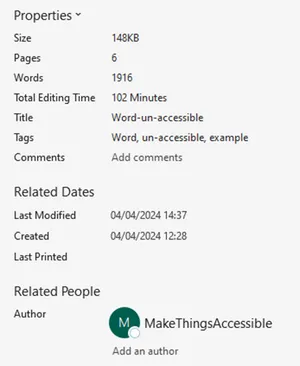 Properties
Size 148KB
Pages 6
Words 1916
Total Editing Time 102 Minutes
Title Word-un-accessible
Tags Word, un-accessible, example
Comments Add comments
Related Dates
Last Modified 04/04/2024 14:37
Created 04/04/2024 12:28
Last Printed
Related People
Author M MakeThingsAccessible
Add an author